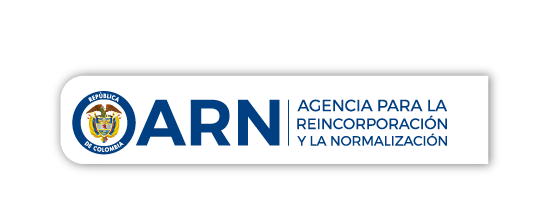 REPÚBLICA
DE COLOMBIA
ARN
AGENCIA PARA LA
REINCORPORACIÓN
Y LA NORMALIZACIÓN